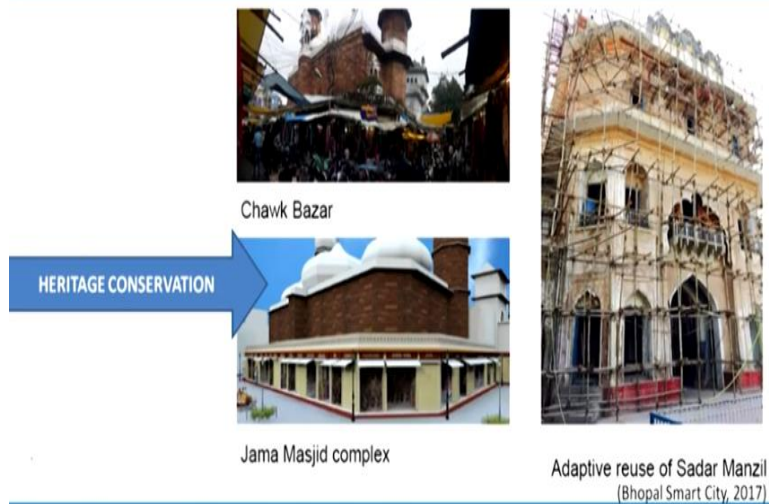 Chawk Bazar
HERITAGE CONSERVATION
Jama Masjid complex
Adaptive reuse of Sadar Manzil
(Bhopal Smart City, 2017)